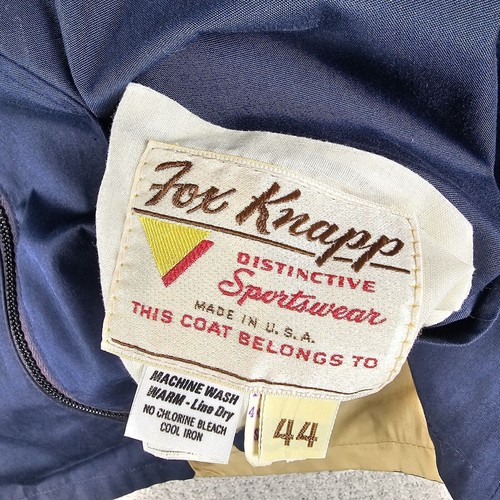 Fox Knapp
DISTINCTIVE
Sportswear
MADE IN U.S.A.
THIS COAT BELONGS TO
MACHINE WASH
WARM - Line Dry
NO CHLORINE BLEACH
COOL IRON
44